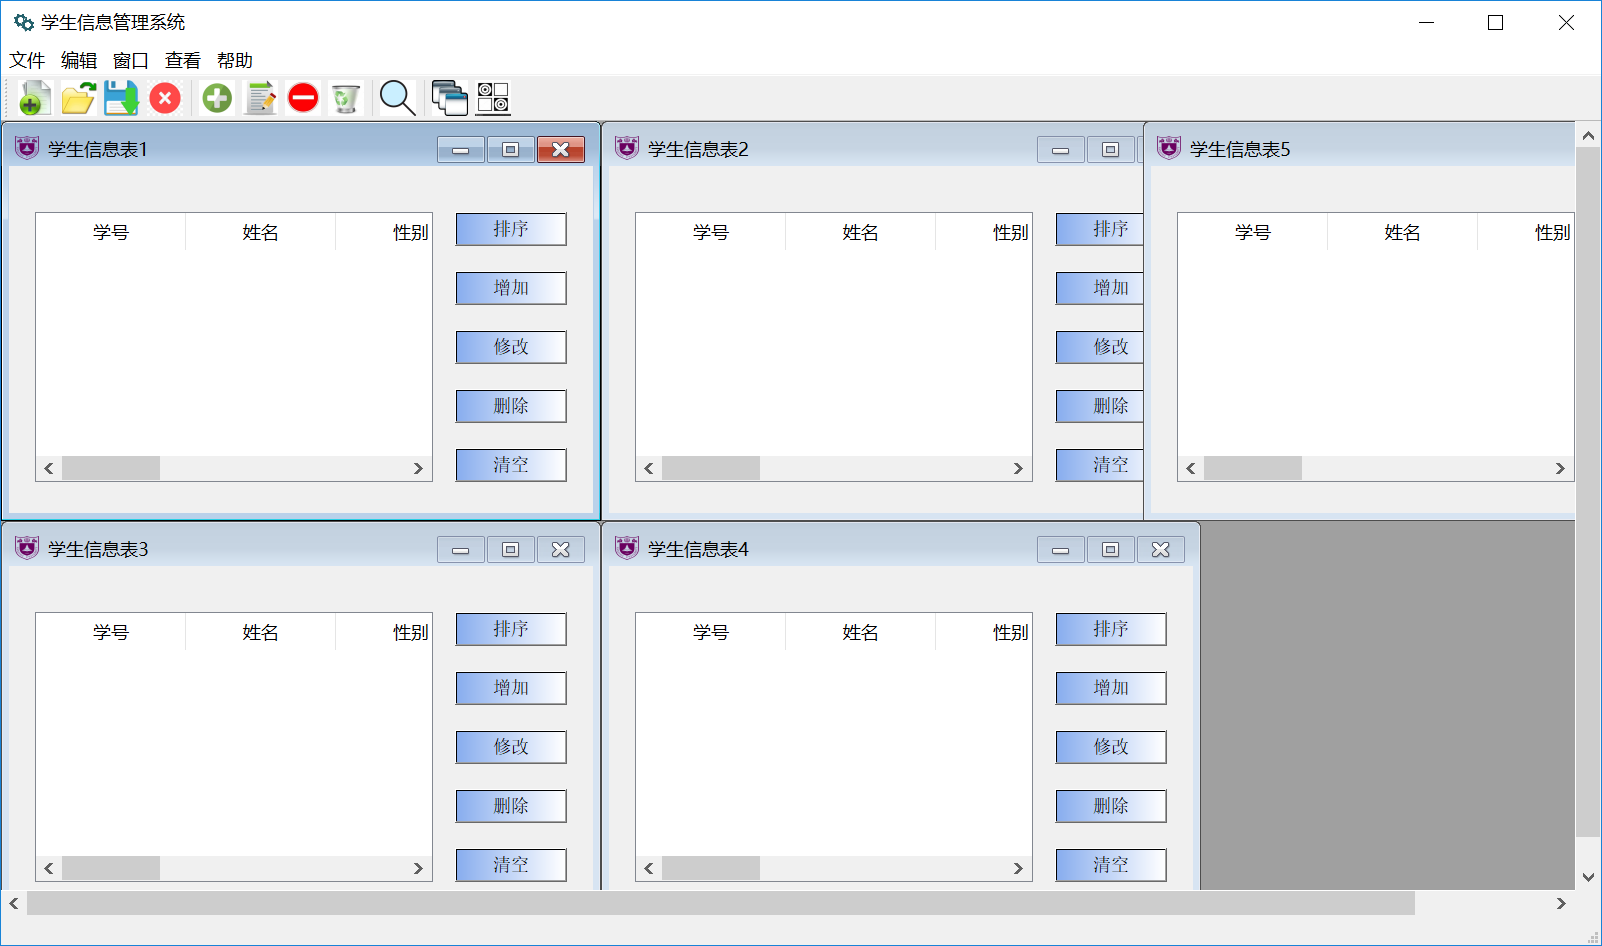 学生信息管理系统
文件 编辑 窗口 查看 帮助
学生信息表1
学号 姓名 性别
排序
增加
修改
删除
清空
学生信息表2
学号 姓名 性别
排序
增加
修改
删除
清空
学生信息表5
学号 姓名 性别
学生信息表3
学号 姓名 性别
排序
增加
修改
删除
清空
学生信息表4
学号 姓名 性别
排序
增加
修改
删除
清空